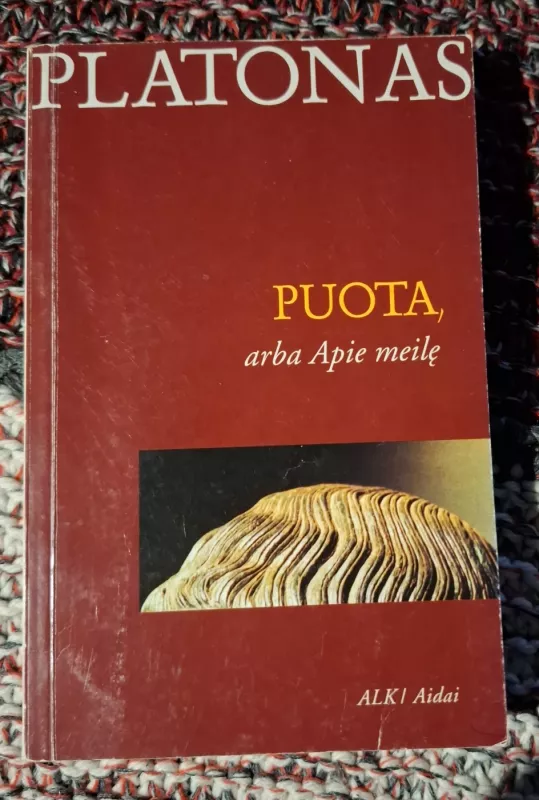 PLATONAS
PUOTA,
arba Apie meilę
ALK / Aidai